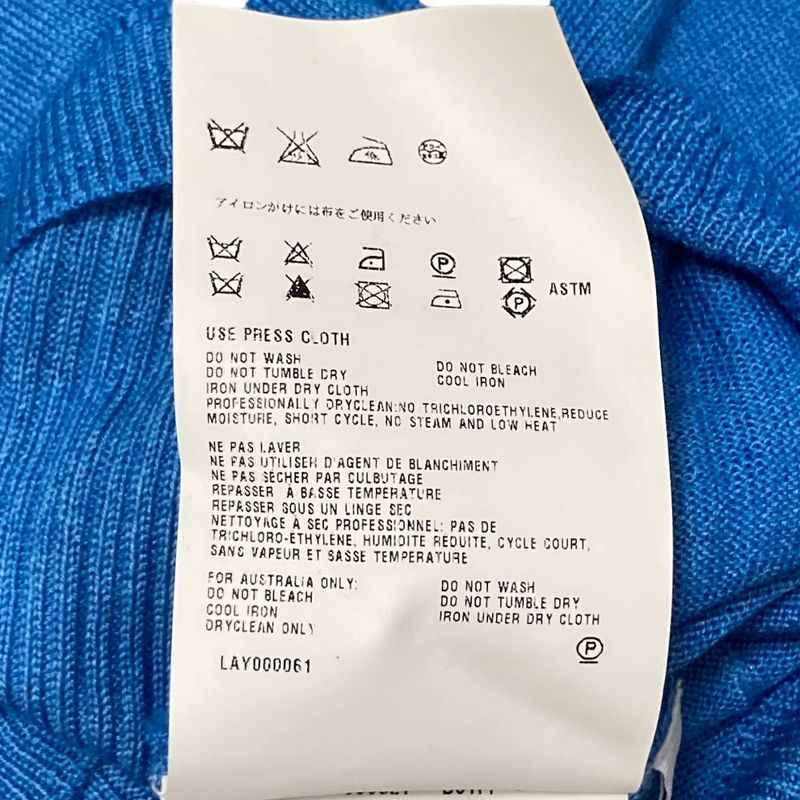 アイロンがけには布をご使用ください
P
ASTM
P
USE PRESS CLOTH
DO NOT WASH
DO NOT BLEACH
DO NOT TUMBLE DRY
COOL IRON
IRON UNDER DRY CLOTH
PROFESSIONALLY DRYCLEAN:NO TRICHLOROETHYLENE,REDUCE
MOISTURE, SHORT CYCLE, NO STEAM AND LOW HEAT
NE PAS LAVER
NE PAS UTILISER D'AGENT DE BLANCHIMENT
NE PAS SÉCHER PAR CULBUTAGE
REPASSER À BASSE TEMPERATURE
REPASSER SOUS UN LINGE SEC
NETTOYAGE À SEC PROFESSIONNEL: PAS DE
TRICHLORO-ÉTHYLENE, HUMIDITE REDUITE, CYCLE COURT,
SANS VAPEUR ET SASSE TEMPERATURE
FOR AUSTRALIA ONLY:
DO NOT WASH
DO NOT BLEACH
DO NOT TUMBLE DRY
COOL IRON
IRON UNDER DRY CLOTH
DRYCLEAN ONLY
P
LAY000061